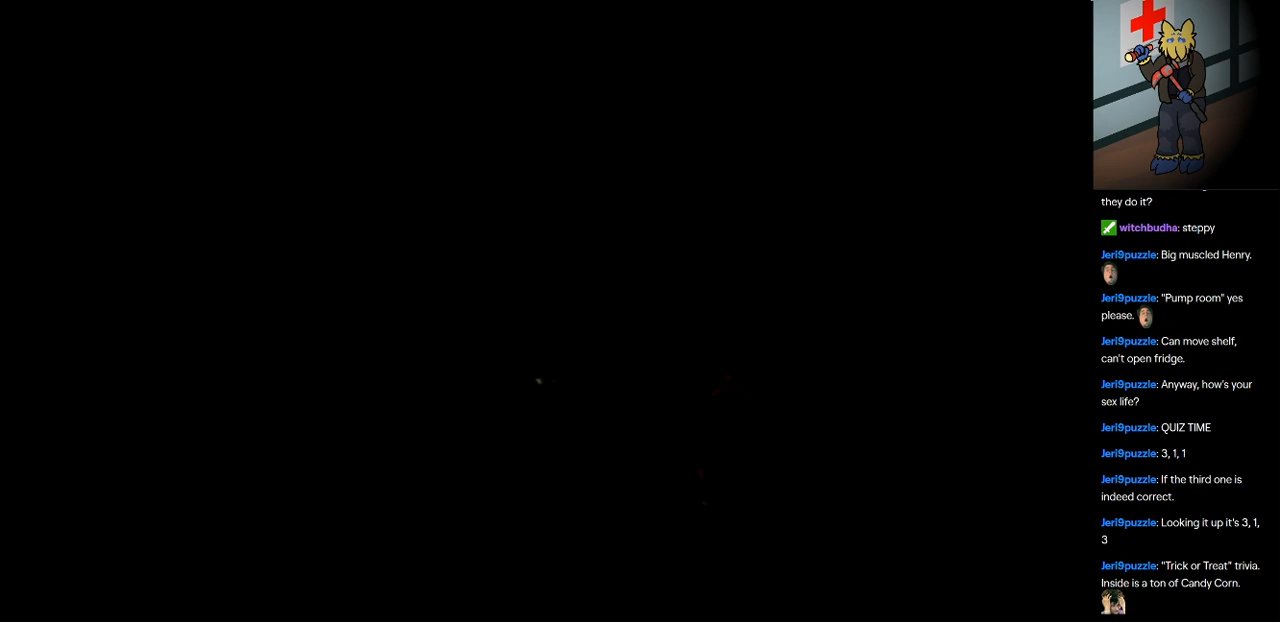 they do it?
witchbudha: steppy
Jeri9puzzle: Big muscled Henry.
Jeri9puzzle: "Pump room" yes
please.
Jeri9puzzle: Can move shelf,
can't open fridge.
Jeri9puzzle: Anyway, how's your
sex life?
Jeri9puzzle: QUIZ TIME
Jeri9puzzle: 3, 1, 1
Jeri9puzzle: If the third one is
indeed correct.
Jeri9puzzle: Looking it up it's 3, 1,
3
Jeri9puzzle: "Trick or Treat" trivia.
Inside is a ton of Candy Corn.